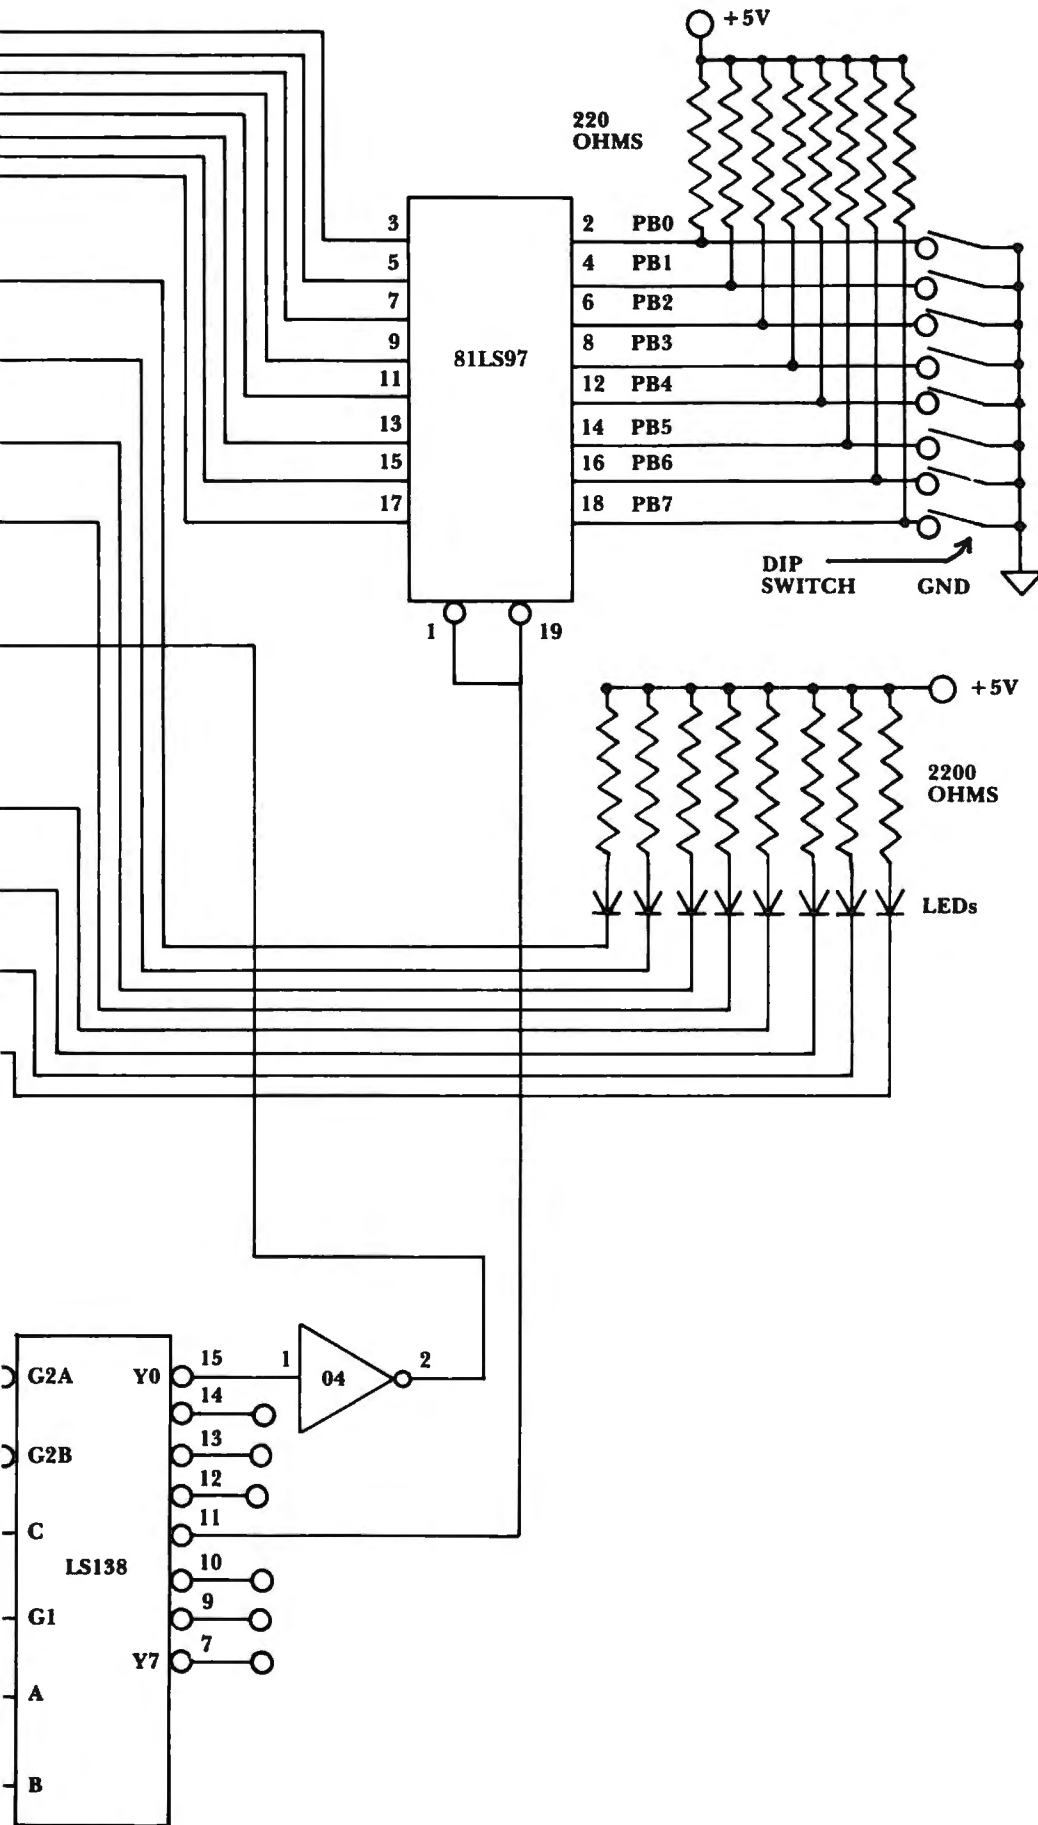 +5V
220
OHMS
3 2 PB0
5 4 PB1
7 6 PB2
9 8 PB3
81LS97
11 12 PB4
13 14 PB5
15 16 PB6
17 18 PB7
DIP
SWITCH GND
1 19
+5V
2200
OHMS
LEDs
G2A Y0 15 1 04 2
14
G2B 13
12
C 11
LS138 10
G1 9
Y7 7
A
B